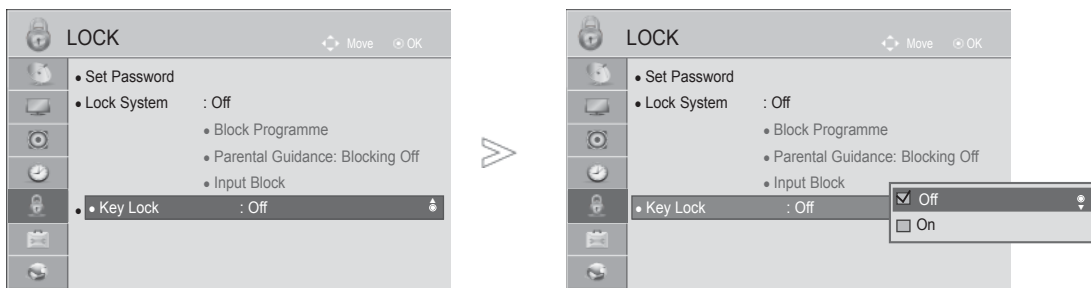 LOCK
Move OK
• Set Password
• Lock System : Off
• Block Programme
• Parental Guidance: Blocking Off
• Input Block
• • Key Lock : Off
LOCK
Move OK
• Set Password
• Lock System : Off
• Block Programme
• Parental Guidance: Blocking Off
• Input Block
• Key Lock : Off
Off
On